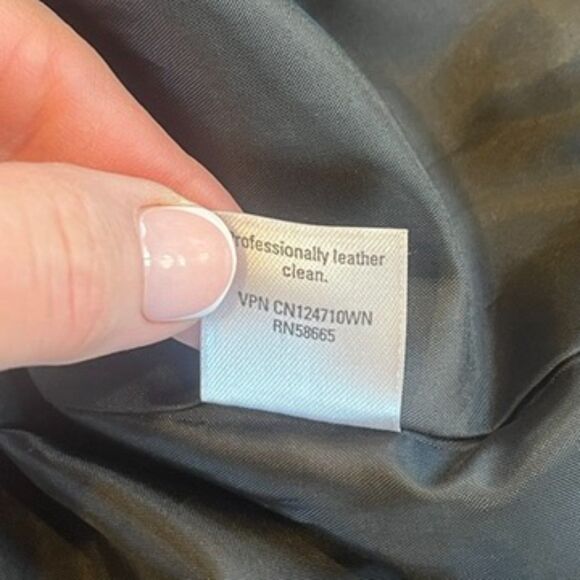 Professionally leather
clean.
VPN CN124710WN
RN58665